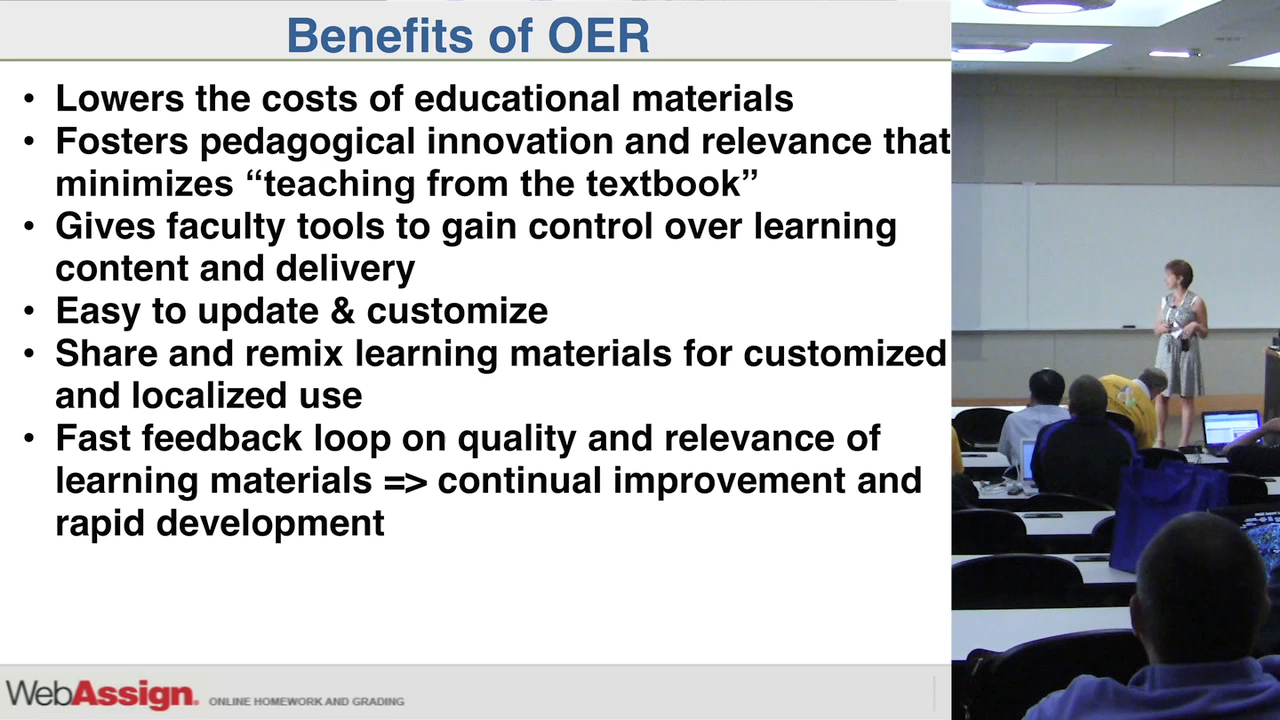 Benefits of OER
• Lowers the costs of educational materials
• Fosters pedagogical innovation and relevance that
minimizes “teaching from the textbook”
• Gives faculty tools to gain control over learning
content and delivery
• Easy to update & customize
• Share and remix learning materials for customized
and localized use
• Fast feedback loop on quality and relevance of
learning materials => continual improvement and
rapid development
WebAssign. ONLINE HOMEWORK AND GRADING